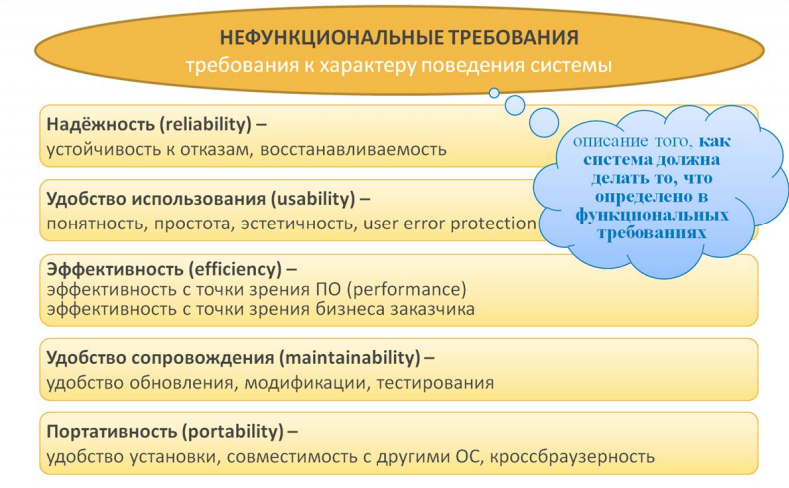 НЕФУНКЦИОНАЛЬНЫЕ ТРЕБОВАНИЯ
требования к характеру поведения системы
Надёжность (reliability) –
устойчивость к отказам, восстанавливаемость
описание того, как
система должна
делать то, что
определено в
функциональных
требованиях
Удобство использования (usability) –
понятность, простота, эстетичность, user error protection
Эффективность (efficiency) –
эффективность с точки зрения ПО (performance)
эффективность с точки зрения бизнеса заказчика
Удобство сопровождения (maintainability) –
удобство обновления, модификации, тестирования
Портативность (portability) –
удобство установки, совместимость с другими ОС, кроссбраузерность